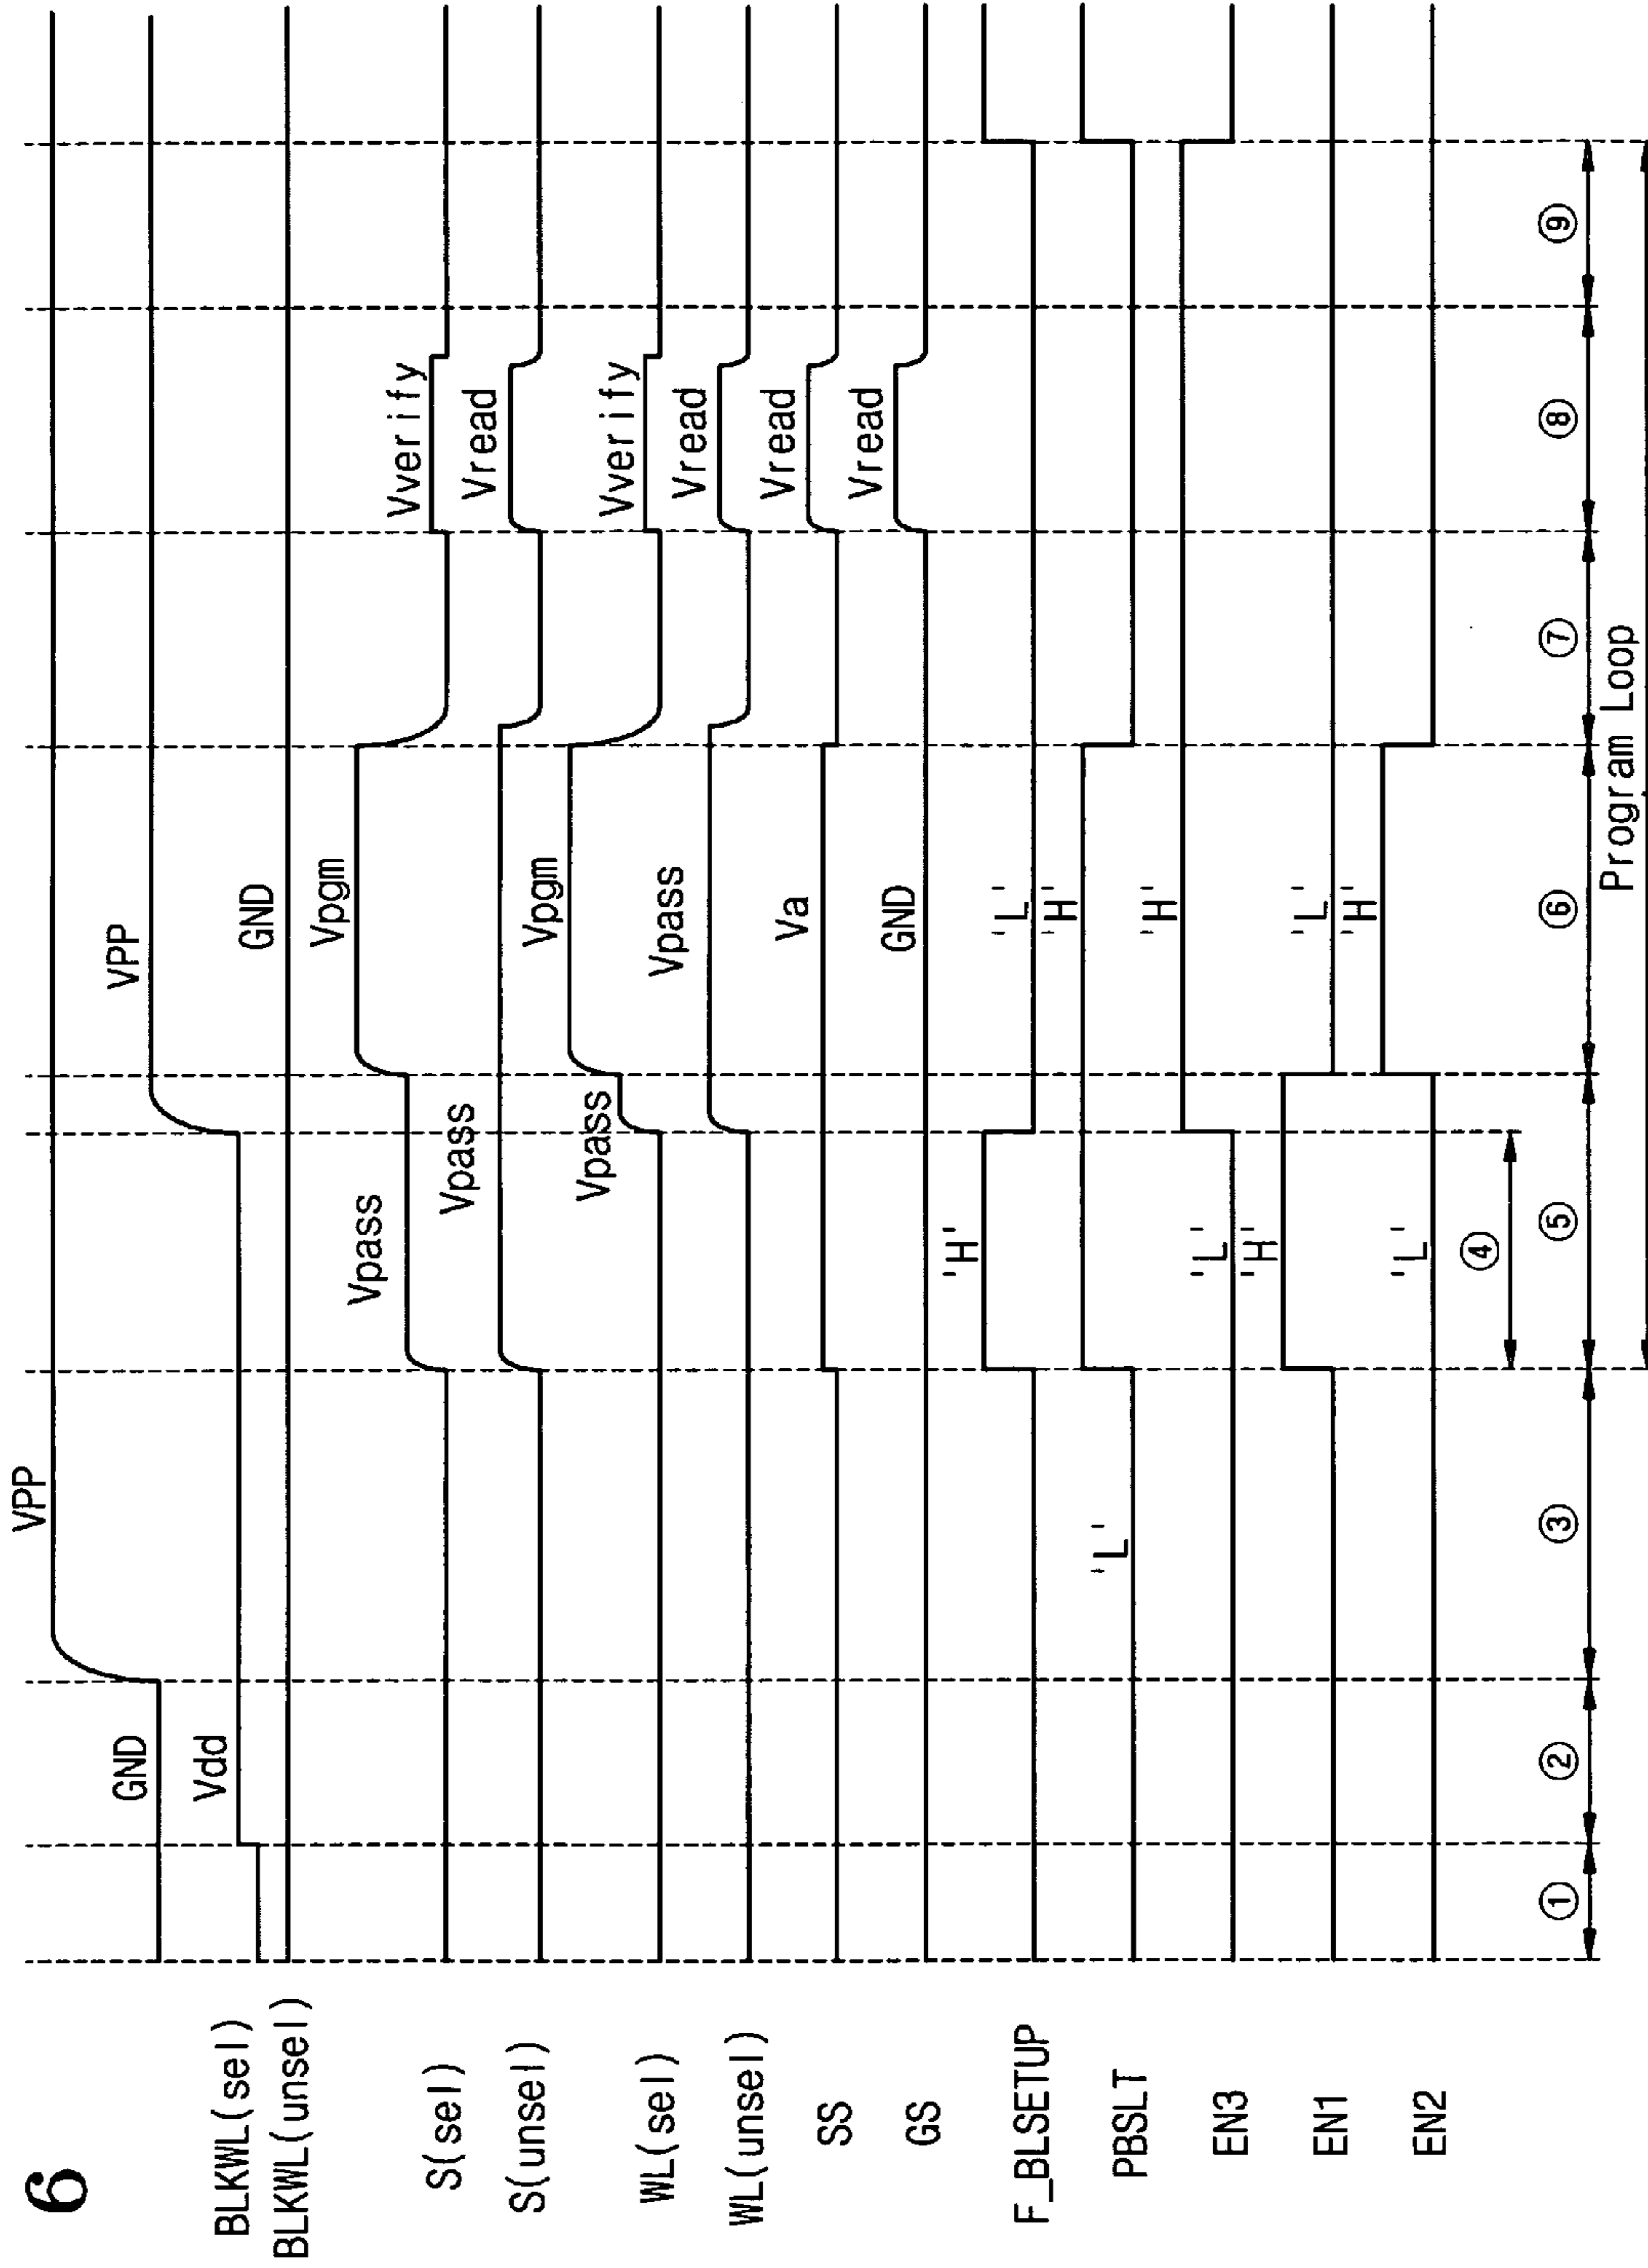 6
VPP
GND
VPP
BLKWL(sel)
Vdd
BLKWL(unsel)
GND
S(sel)
Vpass
Vpgm
Vverify
S(unsel)
Vpass
Vread
WL(sel)
Vpass
Vpgm
Vverify
WL(unsel)
Vpass
Vread
SS
Va
Vread
GS
GND
Vread
F_BLSETUP
'H'
'L'
PBSLT
'L'
'H'
EN3
'L'
'H'
EN1
'H'
'L'
EN2
'L'
'H'
④
① ② ③ ⑤ ⑥ ⑦ ⑧ ⑨
Program Loop